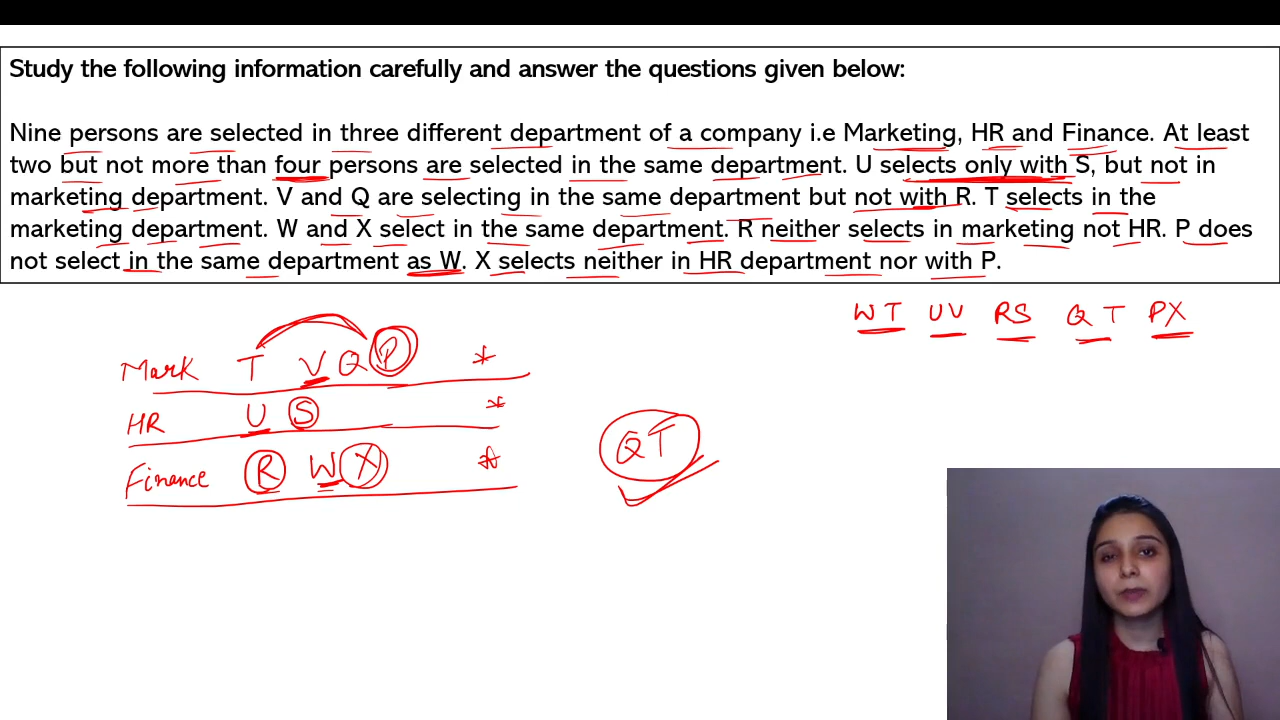 Study the following information carefully and answer the questions given below:
Nine persons are selected in three different department of a company i.e Marketing, HR and Finance. At least
two but not more than four persons are selected in the same department. U selects only with S, but not in
marketing department. V and Q are selecting in the same department but not with R. T selects in the
marketing department. W and X select in the same department. R neither selects in marketing not HR. P does
not select in the same department as W. X selects neither in HR department nor with P.
WT UV RS QT PX
Mark T V Q P *
HR U S *
Finance R W X *
QT